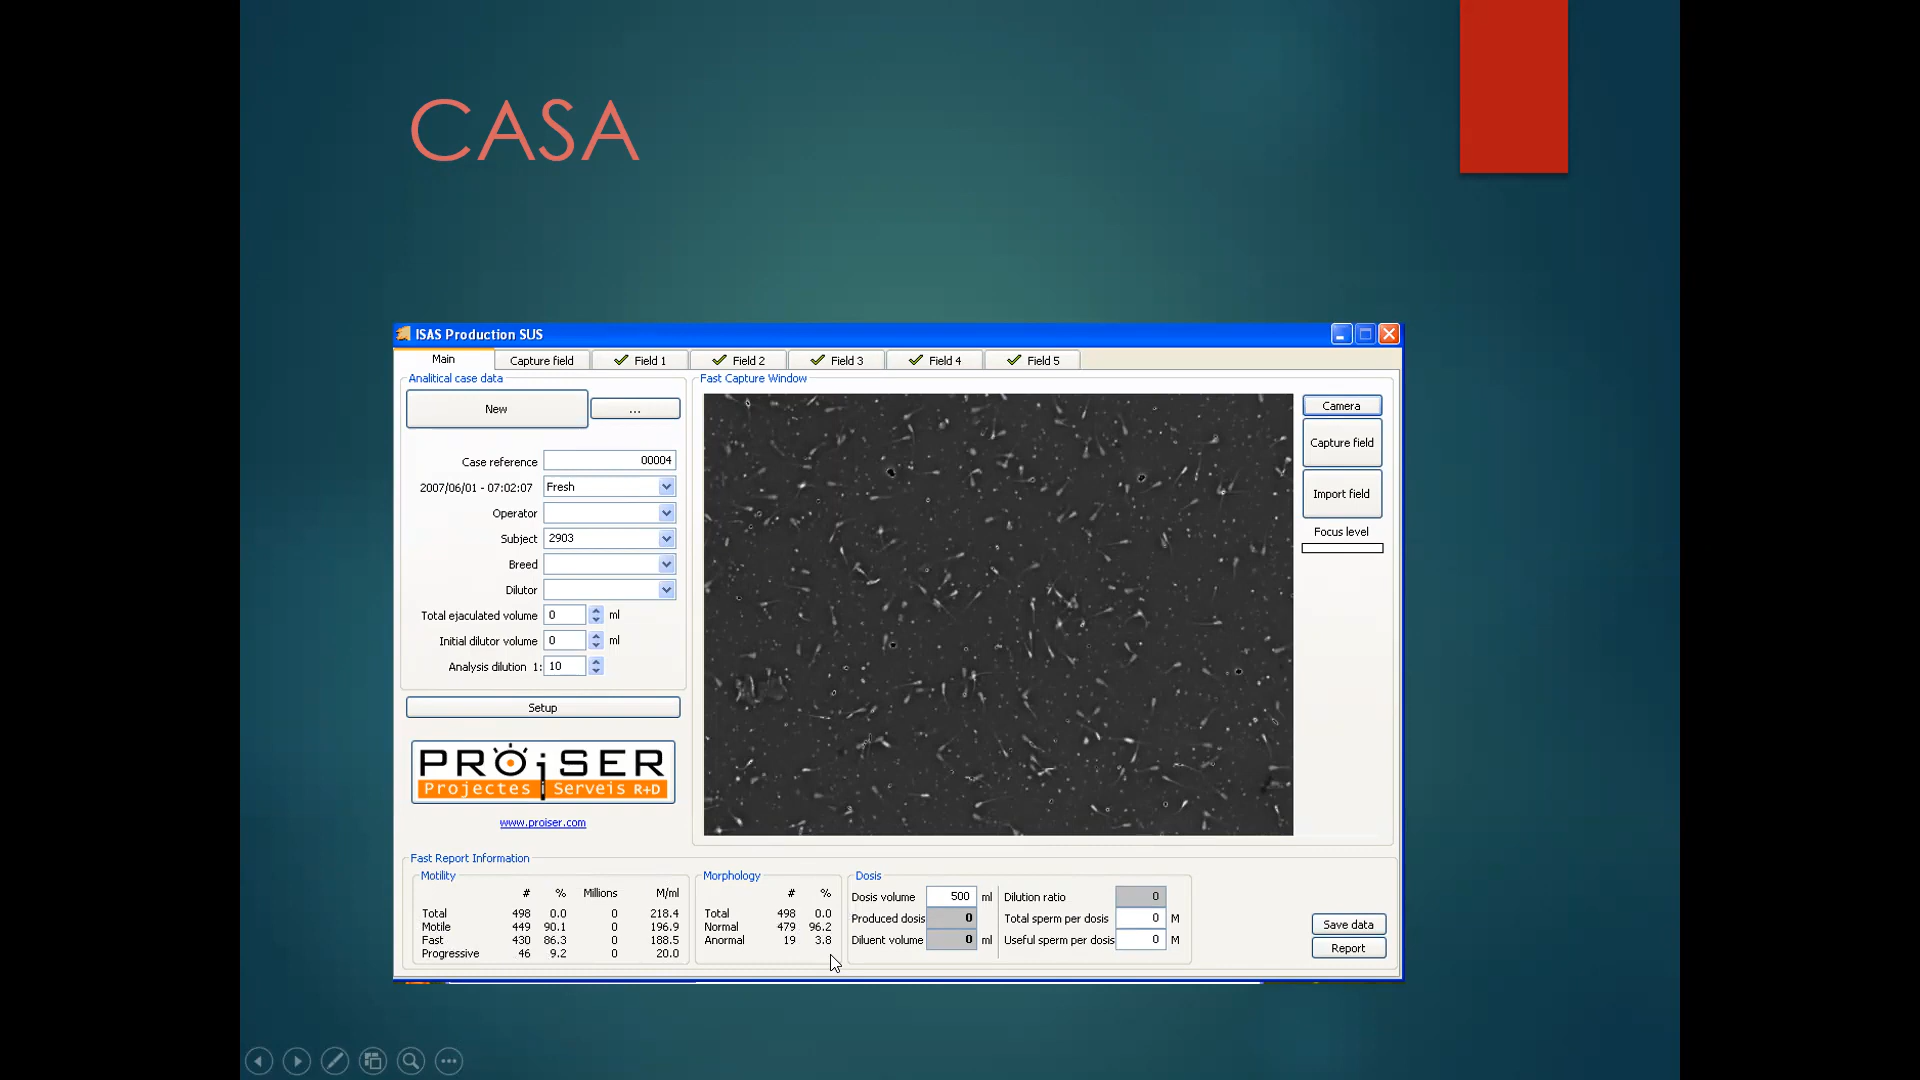 CASA
ISAS Production SUS
Main Capture field Field 1 Field 2 Field 3 Field 4 Field 5
Analitical case data
New ...
Case reference 00004
2007/06/01 - 07:02:07 Fresh
Operator
Subject 2903
Breed
Dilutor
Total ejaculated volume 0 ml
Initial dilutor volume 0 ml
Analysis dilution 1: 10
Setup
PROiSER
Projectes i Serveis R+D
www.proiser.com
Fast Capture Window
Camera
Capture field
Import field
Focus level
Fast Report Information
Motility
# % Millions M/ml
Total 498 0.0 0 218.4
Motile 449 90.1 0 196.9
Fast 430 86.3 0 188.5
Progressive 46 9.2 0 20.0
Morphology
# %
Total 498 0.0
Normal 479 96.2
Anormal 19 3.8
Dosis
Dosis volume 500 ml
Produced dosis 0
Diluent volume 0 ml
Dilution ratio 0
Total sperm per dosis 0 M
Useful sperm per dosis 0 M
Save data
Report